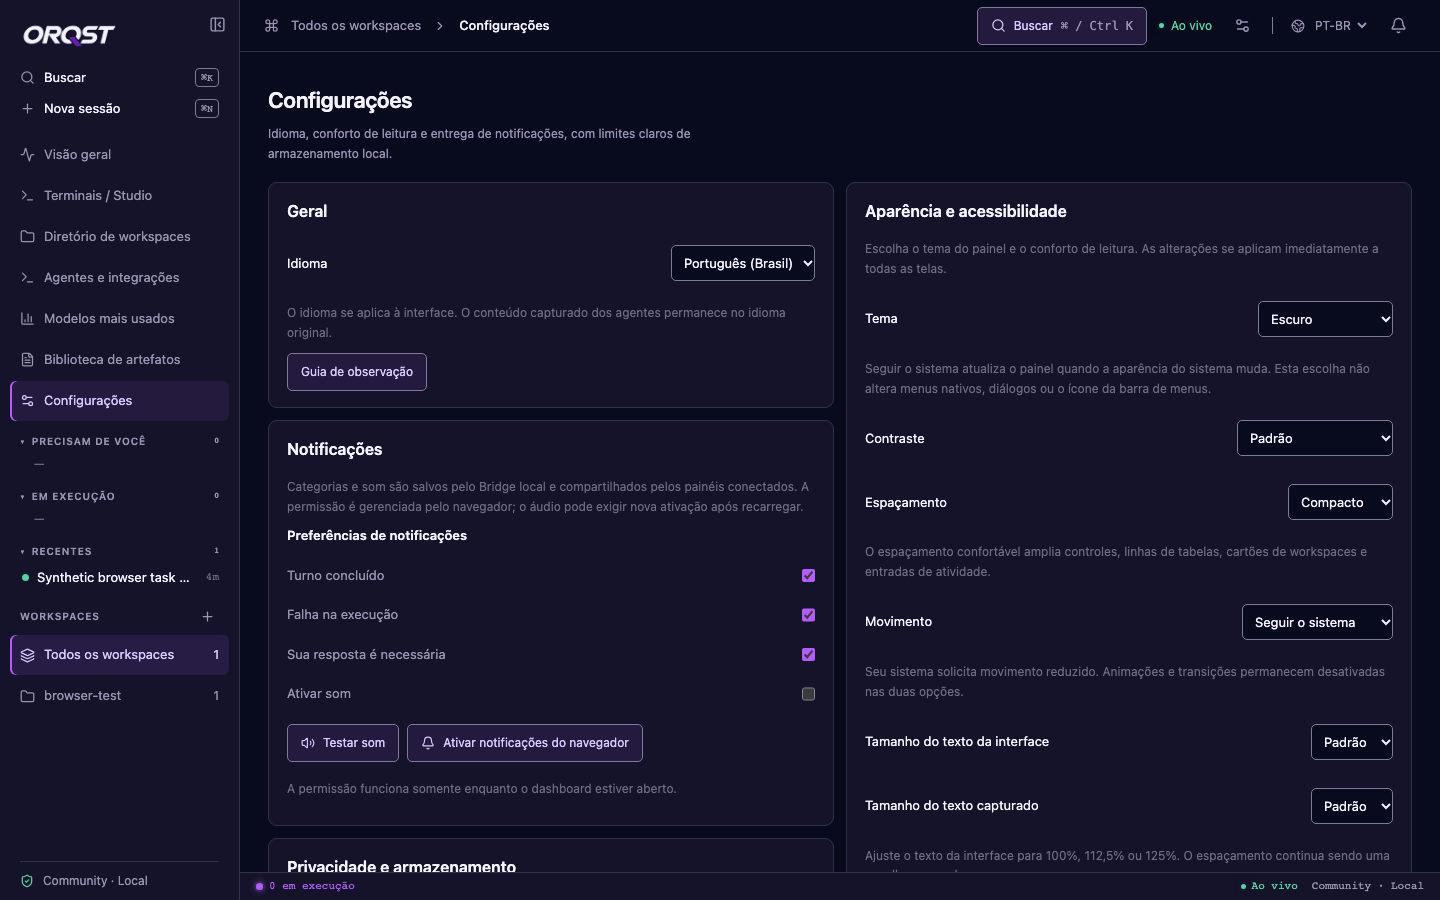 ORQST
Buscar ⌘K
Nova sessão ⌘N
Visão geral
Terminais / Studio
Diretório de workspaces
Agentes e integrações
Modelos mais usados
Biblioteca de artefatos
Configurações
PRECISAM DE VOCÊ 0
—
EM EXECUÇÃO 0
—
RECENTES 1
Synthetic browser task ... 4m
WORKSPACES +
Todos os workspaces 1
browser-test 1
Community · Local
⌘ Todos os workspaces > Configurações
Buscar ⌘ / Ctrl K
Ao vivo
PT-BR
Configurações
Idioma, conforto de leitura e entrega de notificações, com limites claros de
armazenamento local.
Geral
Idioma Português (Brasil)
O idioma se aplica à interface. O conteúdo capturado dos agentes permanece no idioma
original.
Guia de observação
Notificações
Categorias e som são salvos pelo Bridge local e compartilhados pelos painéis conectados. A
permissão é gerenciada pelo navegador; o áudio pode exigir nova ativação após recarregar.
Preferências de notificações
Turno concluído
Falha na execução
Sua resposta é necessária
Ativar som
Testar som
Ativar notificações do navegador
A permissão funciona somente enquanto o dashboard estiver aberto.
Privacidade e armazenamento
Aparência e acessibilidade
Escolha o tema do painel e o conforto de leitura. As alterações se aplicam imediatamente a
todas as telas.
Tema Escuro
Seguir o sistema atualiza o painel quando a aparência do sistema muda. Esta escolha não
altera menus nativos, diálogos ou o ícone da barra de menus.
Contraste Padrão
Espaçamento Compacto
O espaçamento confortável amplia controles, linhas de tabelas, cartões de workspaces e
entradas de atividade.
Movimento Seguir o sistema
Seu sistema solicita movimento reduzido. Animações e transições permanecem desativadas
nas duas opções.
Tamanho do texto da interface Padrão
Tamanho do texto capturado Padrão
Ajuste o texto da interface para 100%, 112,5% ou 125%. O espaçamento continua sendo uma
0 em execução
Ao vivo Community · Local